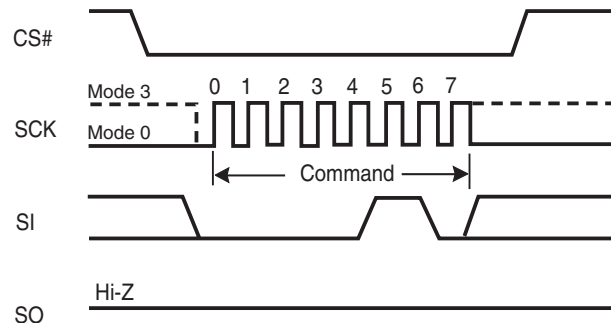 CS#
0 1 2 3 4 5 6 7
Mode 3
SCK
Mode 0
Command
SI
Hi-Z
SO